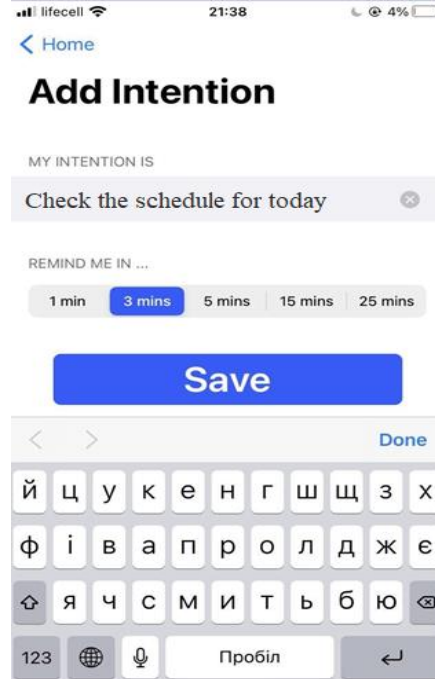 lifecell 21:38 4%
Home
Add Intention
MY INTENTION IS
Check the schedule for today
REMIND ME IN ...
1 min 3 mins 5 mins 15 mins 25 mins
Save
Done
й ц у к е н г ш щ з х
ф і в а п р о л д ж є
я ч с м и т ь б ю
123 Пробіл